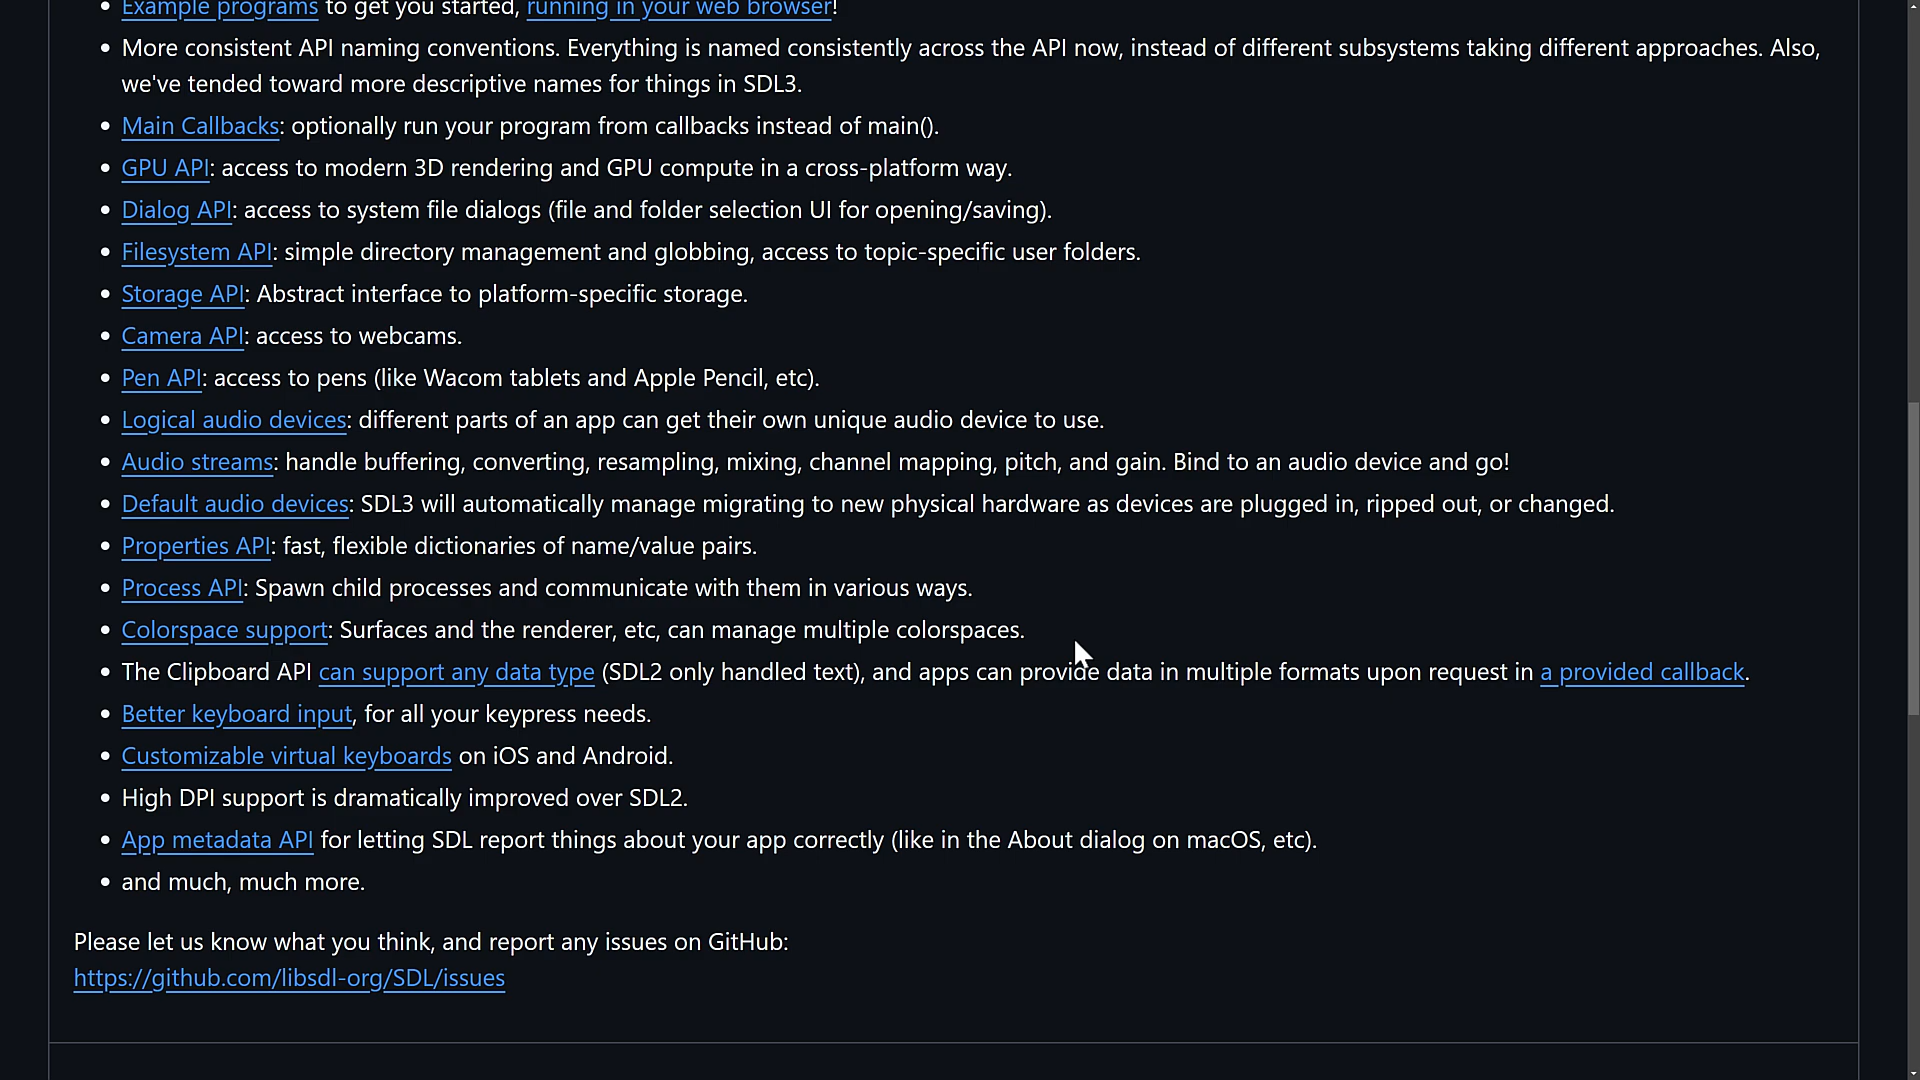 Example programs to get you started, running in your web browser!
More consistent API naming conventions. Everything is named consistently across the API now, instead of different subsystems taking different approaches. Also,
we've tended toward more descriptive names for things in SDL3.
Main Callbacks: optionally run your program from callbacks instead of main().
GPU API: access to modern 3D rendering and GPU compute in a cross-platform way.
Dialog API: access to system file dialogs (file and folder selection UI for opening/saving).
Filesystem API: simple directory management and globbing, access to topic-specific user folders.
Storage API: Abstract interface to platform-specific storage.
Camera API: access to webcams.
Pen API: access to pens (like Wacom tablets and Apple Pencil, etc).
Logical audio devices: different parts of an app can get their own unique audio device to use.
Audio streams: handle buffering, converting, resampling, mixing, channel mapping, pitch, and gain. Bind to an audio device and go!
Default audio devices: SDL3 will automatically manage migrating to new physical hardware as devices are plugged in, ripped out, or changed.
Properties API: fast, flexible dictionaries of name/value pairs.
Process API: Spawn child processes and communicate with them in various ways.
Colorspace support: Surfaces and the renderer, etc, can manage multiple colorspaces.
The Clipboard API can support any data type (SDL2 only handled text), and apps can provide data in multiple formats upon request in a provided callback.
Better keyboard input, for all your keypress needs.
Customizable virtual keyboards on iOS and Android.
High DPI support is dramatically improved over SDL2.
App metadata API for letting SDL report things about your app correctly (like in the About dialog on macOS, etc).
and much, much more.
Please let us know what you think, and report any issues on GitHub:
https://github.com/libsdl-org/SDL/issues